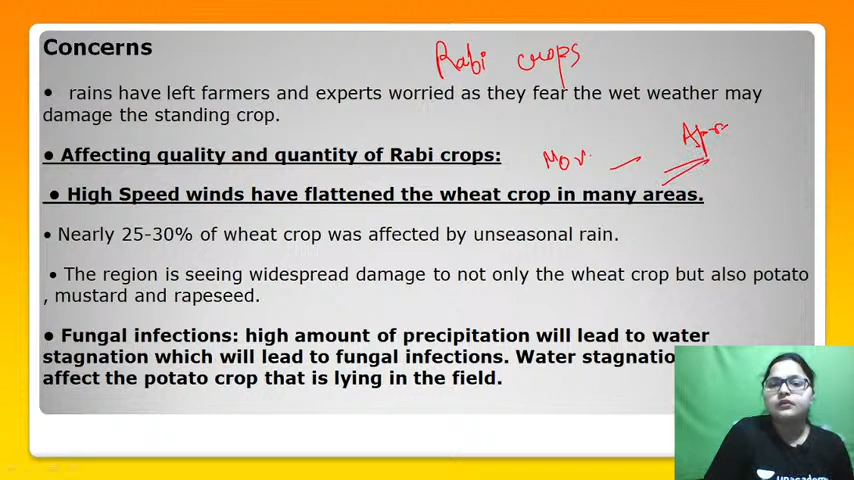 Concerns
Rabi crops
• rains have left farmers and experts worried as they fear the wet weather may
damage the standing crop.
• Affecting quality and quantity of Rabi crops:
Nov. — Apr
• High Speed winds have flattened the wheat crop in many areas.
• Nearly 25-30% of wheat crop was affected by unseasonal rain.
• The region is seeing widespread damage to not only the wheat crop but also potato
, mustard and rapeseed.
• Fungal infections: high amount of precipitation will lead to water
stagnation which will lead to fungal infections. Water stagnatio
affect the potato crop that is lying in the field.
unacadem